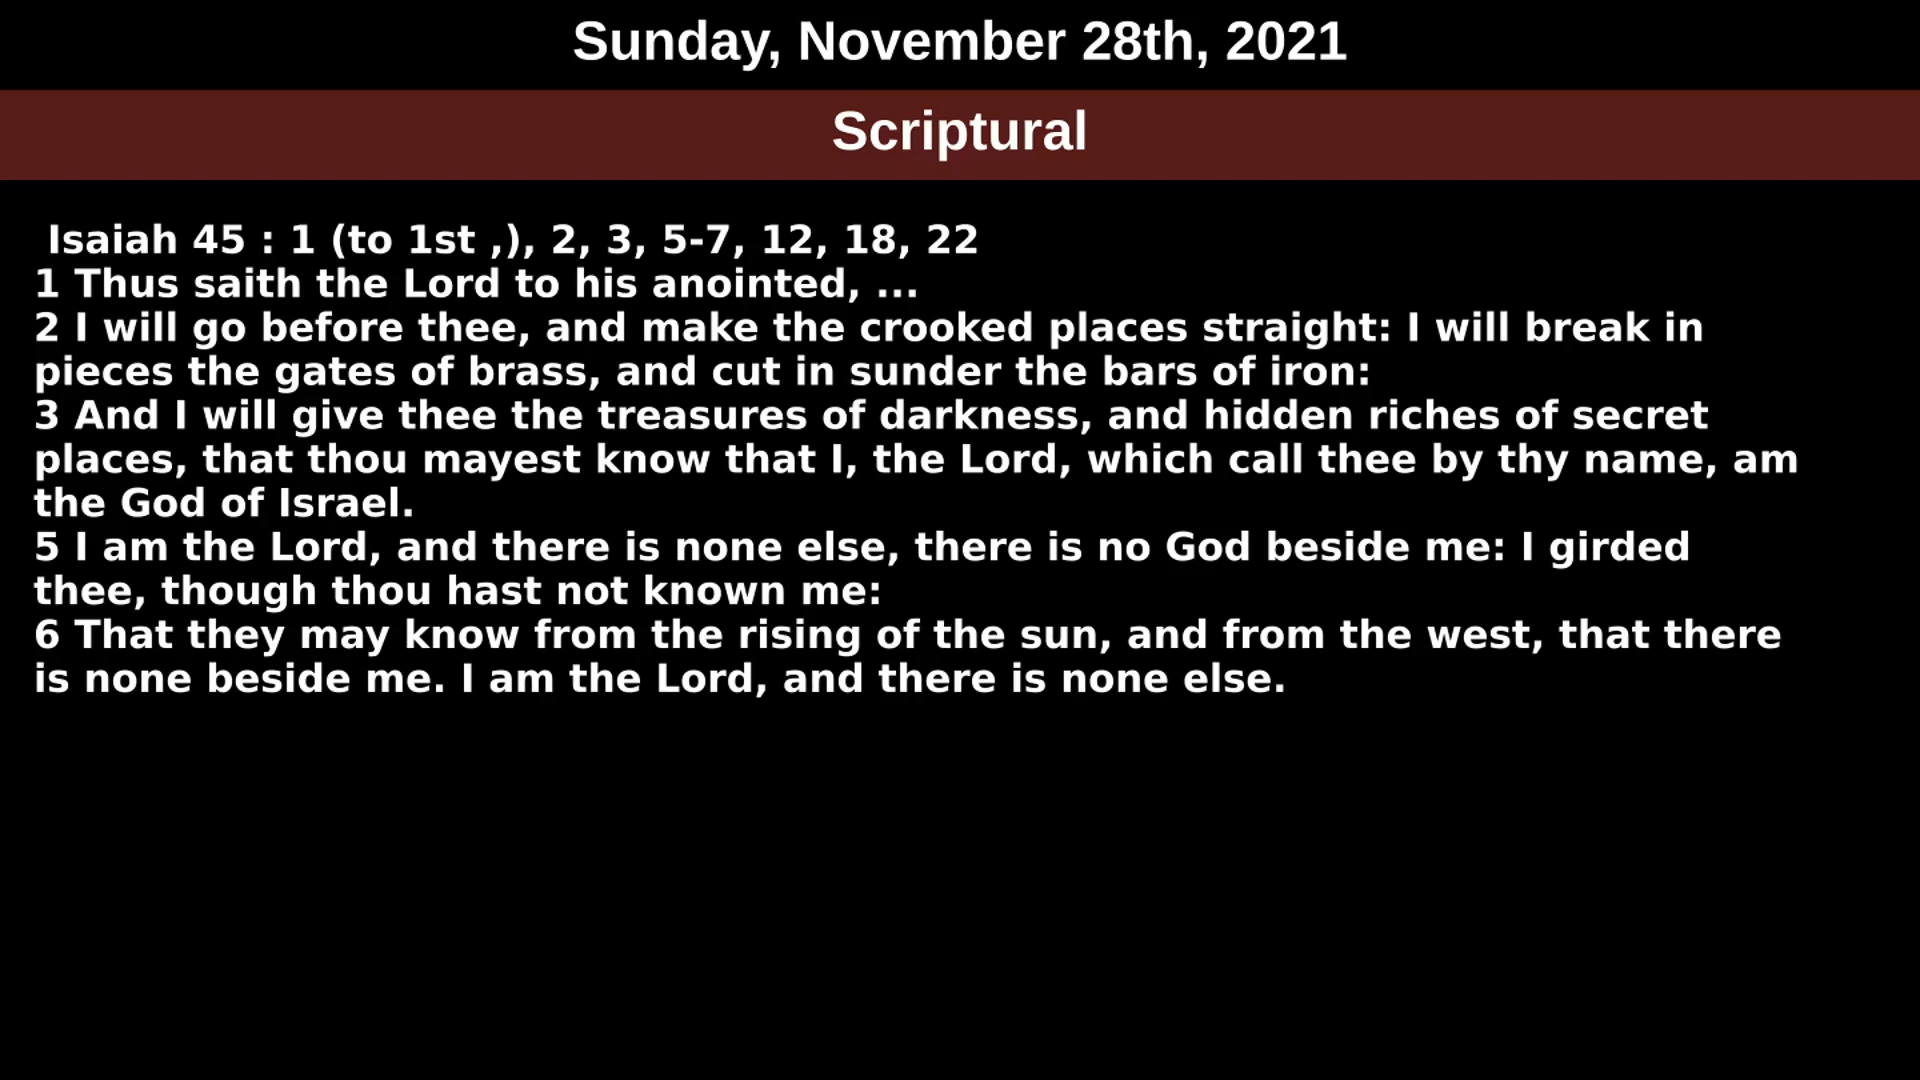 Sunday, November 28th, 2021
Scriptural
Isaiah 45 : 1 (to 1st ,), 2, 3, 5-7, 12, 18, 22
1 Thus saith the Lord to his anointed, ...
2 I will go before thee, and make the crooked places straight: I will break in
pieces the gates of brass, and cut in sunder the bars of iron:
3 And I will give thee the treasures of darkness, and hidden riches of secret
places, that thou mayest know that I, the Lord, which call thee by thy name, am
the God of Israel.
5 I am the Lord, and there is none else, there is no God beside me: I girded
thee, though thou hast not known me:
6 That they may know from the rising of the sun, and from the west, that there
is none beside me. I am the Lord, and there is none else.